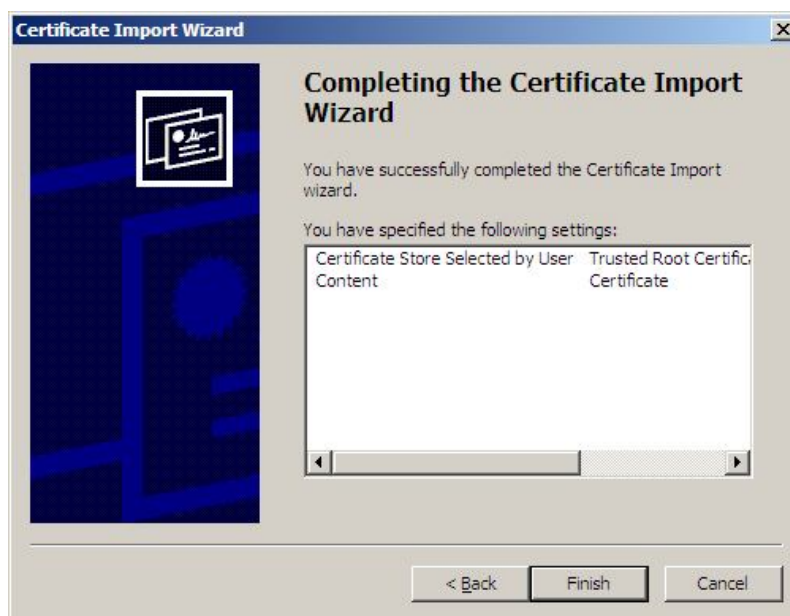 Certificate Import Wizard
Completing the Certificate Import
Wizard
You have successfully completed the Certificate Import
wizard.
You have specified the following settings:
Certificate Store Selected by User Trusted Root Certific
Content Certificate
< Back Finish Cancel